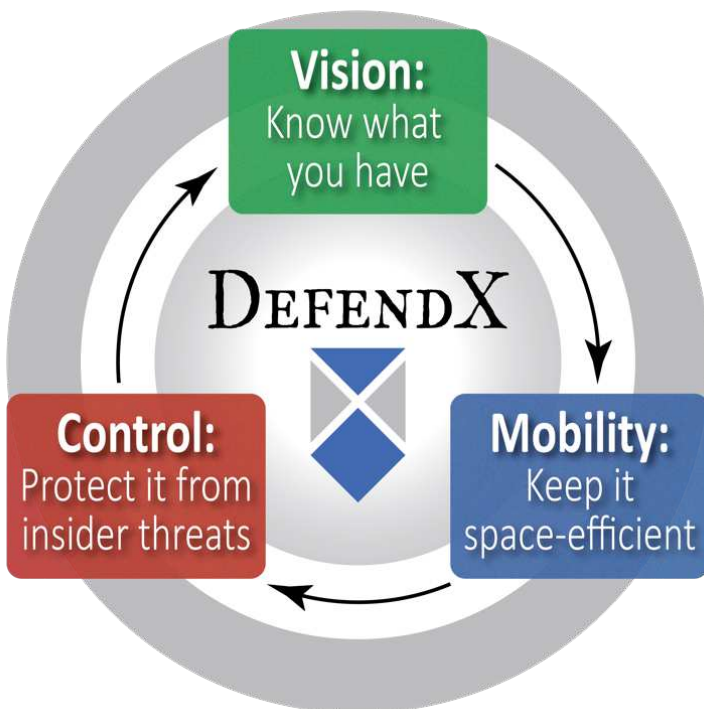 Vision:
Know what
you have
DEFENDX
Control:
Protect it from
insider threats
Mobility:
Keep it
space-efficient